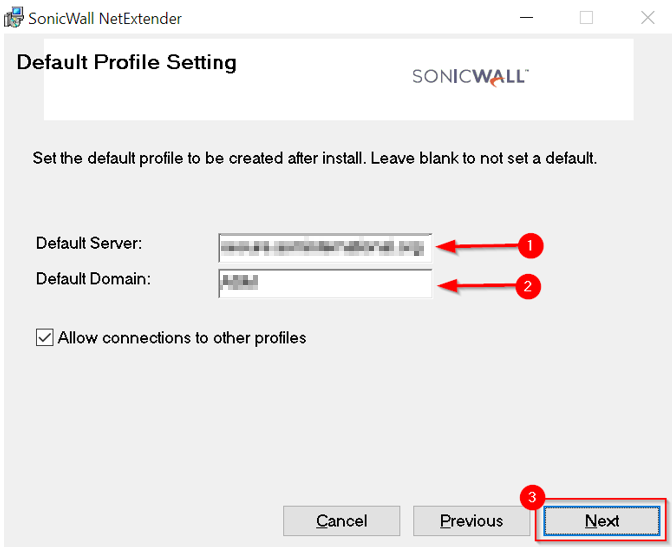 SonicWall NetExtender
Default Profile Setting
SONICWALL™
Set the default profile to be created after install. Leave blank to not set a default.
Default Server:
1
Default Domain:
2
Allow connections to other profiles
3
Cancel Previous Next